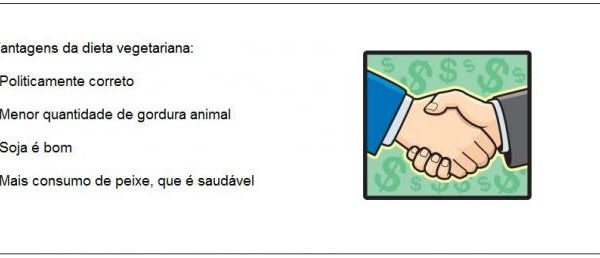 antagens da dieta vegetariana:
Politicamente correto
Menor quantidade de gordura animal
Soja é bom
Mais consumo de peixe, que é saudável